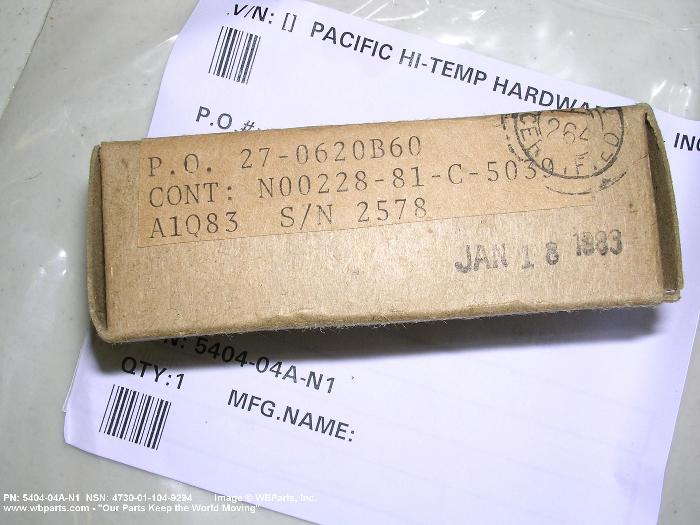 .V/N: [] PACIFIC HI-TEMP HARDWA
INC
P.O.#
P.O. 27-0620B60
CONT: N00228-81-C-5039
A1Q83 S/N 2578
264
JAN 18 1983
N: 5404-04A-N1
QTY:1
MFG.NAME:
PN: 5404-04A-N1 NSN: 4730-01-104-9294 Image © WBParts, Inc.
www.wbparts.com - "Our Parts Keep the World Moving"